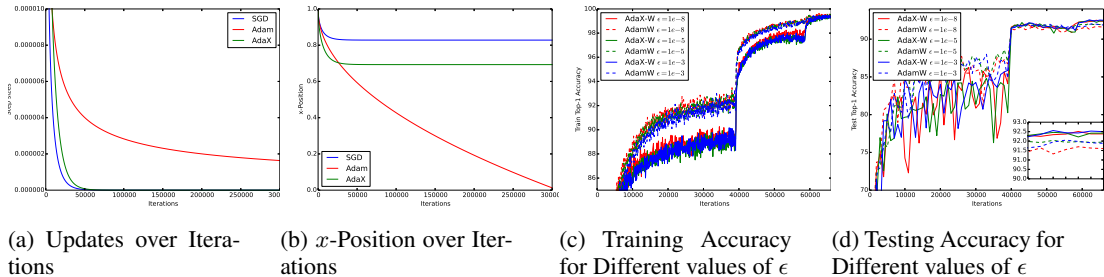 0.000010
0.000008
0.000006
0.000004
0.000002
0.000000
Step Sizes
0 50000 100000 150000 200000 250000 300000
Iterations
SGD
Adam
AdaX
1.0
0.8
0.6
0.4
0.2
0.0
x-Position
0 50000 100000 150000 200000 250000 300000
Iterations
SGD
Adam
AdaX
100
98
96
94
92
90
88
86
Train Top-1 Accuracy
0 10000 20000 30000 40000 50000 60000
Iterations
AdaX-W ϵ=1e−8
AdamW ϵ=1e−8
AdaX-W ϵ=1e−5
AdamW ϵ=1e−5
AdaX-W ϵ=1e−3
AdamW ϵ=1e−3
90
85
80
75
70
Test Top-1 Accuracy
0 10000 20000 30000 40000 50000 60000
Iterations
AdaX-W ϵ=1e−8
AdamW ϵ=1e−8
AdaX-W ϵ=1e−5
AdamW ϵ=1e−5
AdaX-W ϵ=1e−3
AdamW ϵ=1e−3
92.5
92.0
91.5
91.0
90.5
90.0
(a) Updates over Itera-
tions
(b) x-Position over Iter-
ations
(c) Training Accuracy
for Different values of ϵ
(d) Testing Accuracy for
Different Values of ϵ